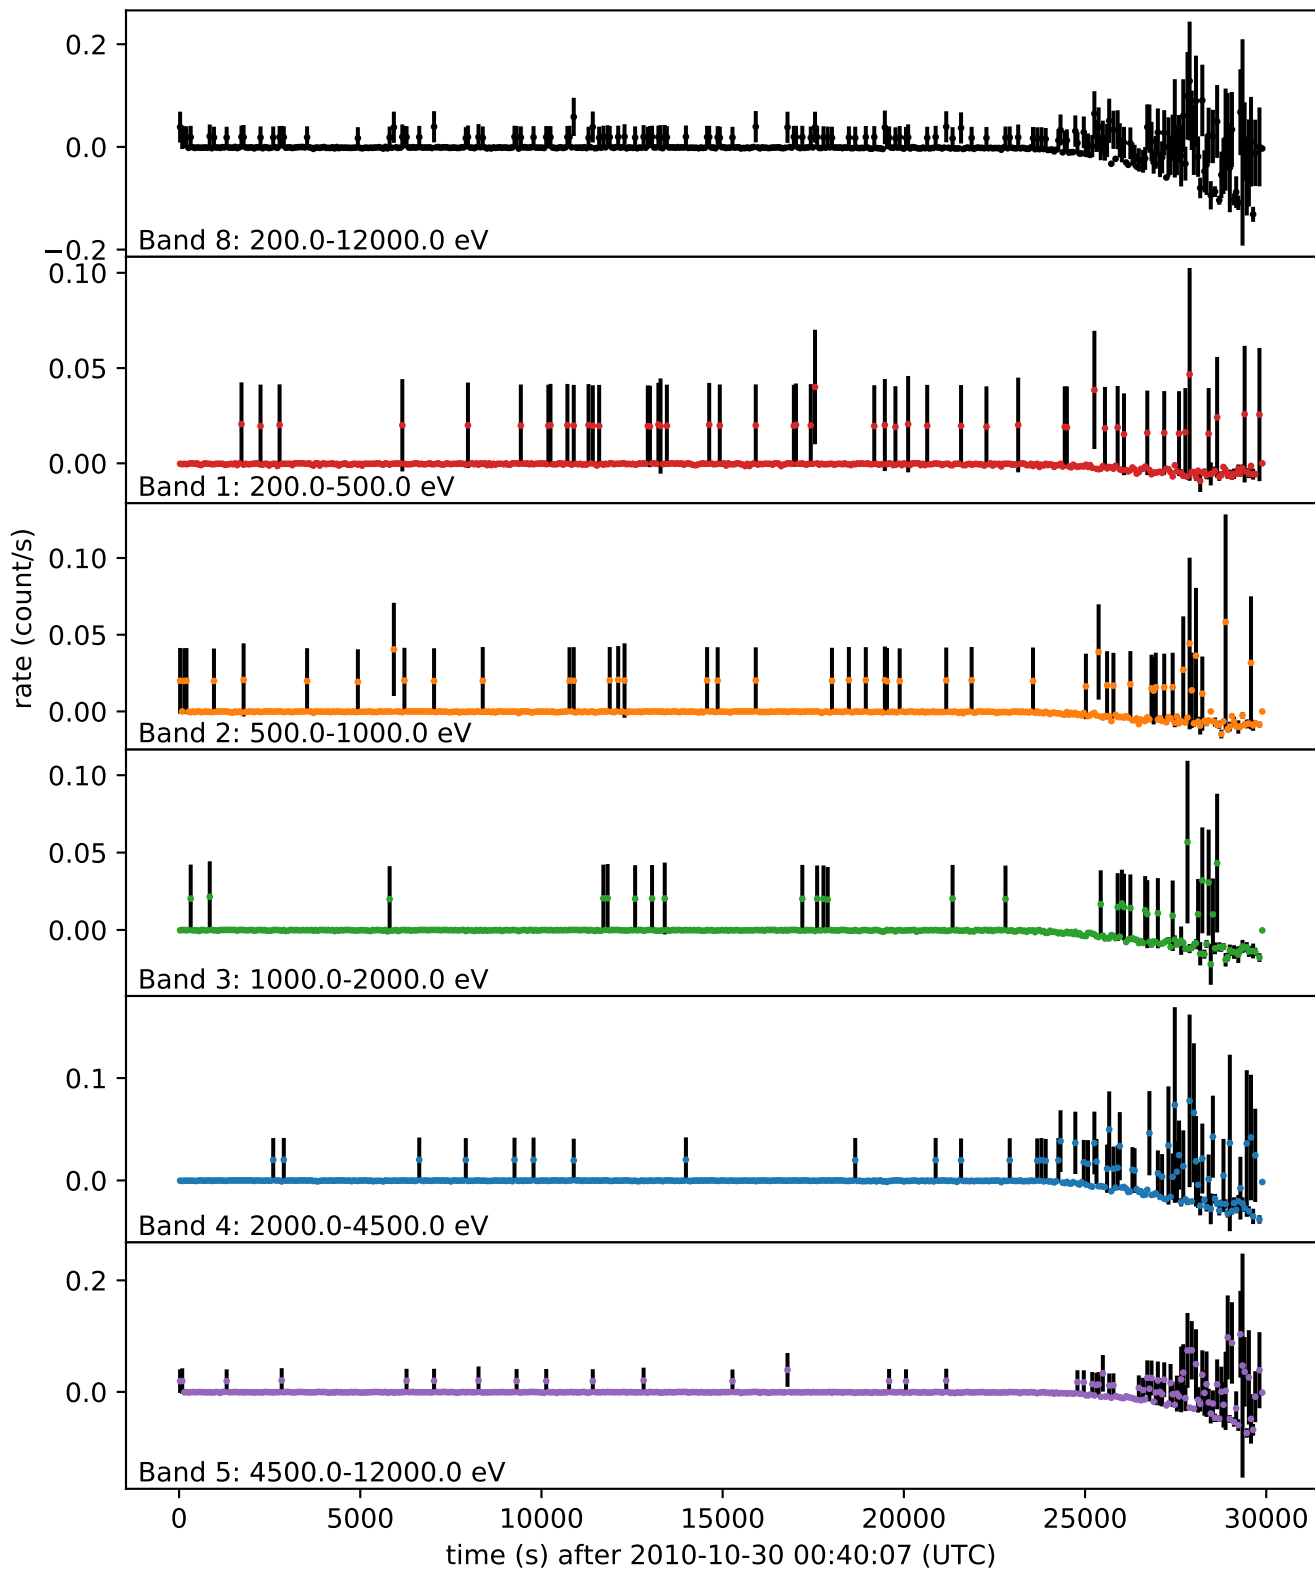 0.2
0.0
−0.2
Band 8: 200.0-12000.0 eV
0.10
0.05
0.00
Band 1: 200.0-500.0 eV
0.10
0.05
0.00
Band 2: 500.0-1000.0 eV
rate (count/s)
0.10
0.05
0.00
Band 3: 1000.0-2000.0 eV
0.1
0.0
Band 4: 2000.0-4500.0 eV
0.2
0.0
Band 5: 4500.0-12000.0 eV
0 5000 10000 15000 20000 25000 30000
time (s) after 2010-10-30 00:40:07 (UTC)